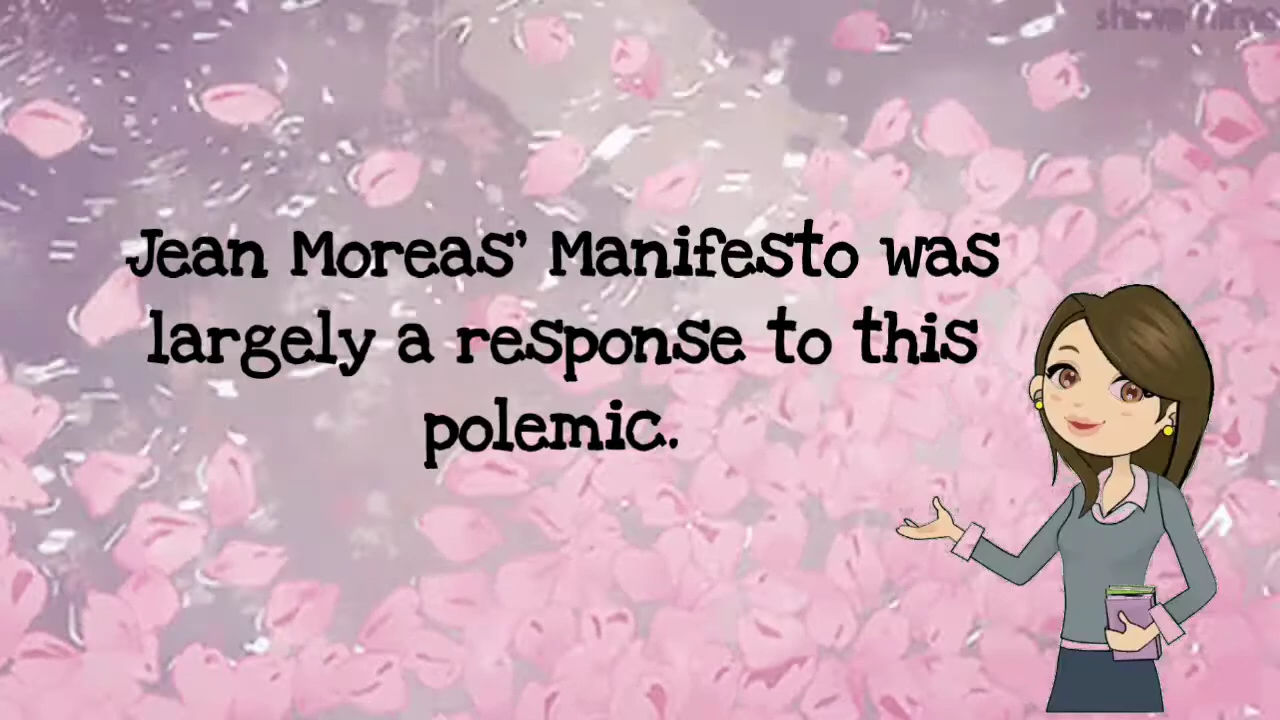 Jean Moreas’ Manifesto was
largely a response to this
polemic.